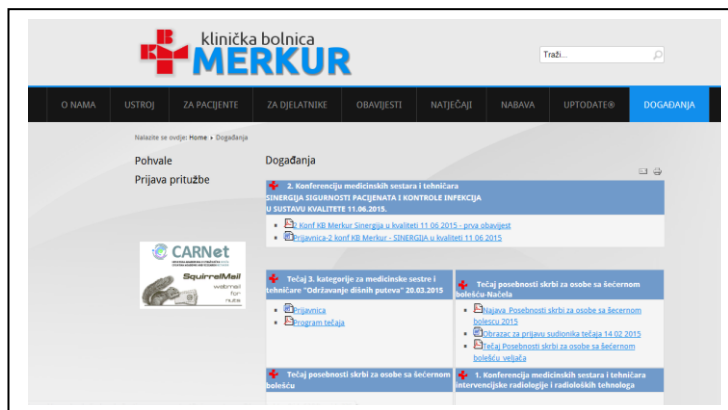 klinička bolnica
MERKUR
Traži...
O NAMA USTROJ ZA PACIJENTE ZA DJELATNIKE OBAVIJESTI NATJEČAJI NABAVA UPTODATE® DOGAĐANJA
Nalazite se ovdje: Home Događanja
Pohvale
Prijava pritužbe
CARNet
SquirrelMail
webmail
for
nuts
Događanja
2. Konferenciju medicinskih sestara i tehničara
SINERGIJA SIGURNOSTI PACIJENATA I KONTROLE INFEKCIJA
U SUSTAVU KVALITETE 11.06.2015.
2 Konf KB Merkur Sinergija u kvaliteti 11 06 2015 - prva obavijest
Prijavnica-2 konf KB Merkur - SINERGIJA u kvaliteti 11 06 2015
Tečaj 3. kategorije za medicinske sestre i
tehničare "Održavanje dišnih puteva" 20.03.2015
Prijavnica
Program tečaja
Tečaj posebnosti skrbi za osobe sa šećernom
bolešću-Načela
Najava Posebnosti skrbi za osobe sa šecernom
bolescu 2015
Obrazac za prijavu sudionika tečaja 14 02 2015
Tečaj Posebnosti skrbi za osobe sa šećernom
bolešću veljača
Tečaj posebnosti skrbi za osobe sa šećernom
bolešću
1. Konferencija medicinskih sestara i tehničara
intervencijske radiologije i radioloških tehnologa